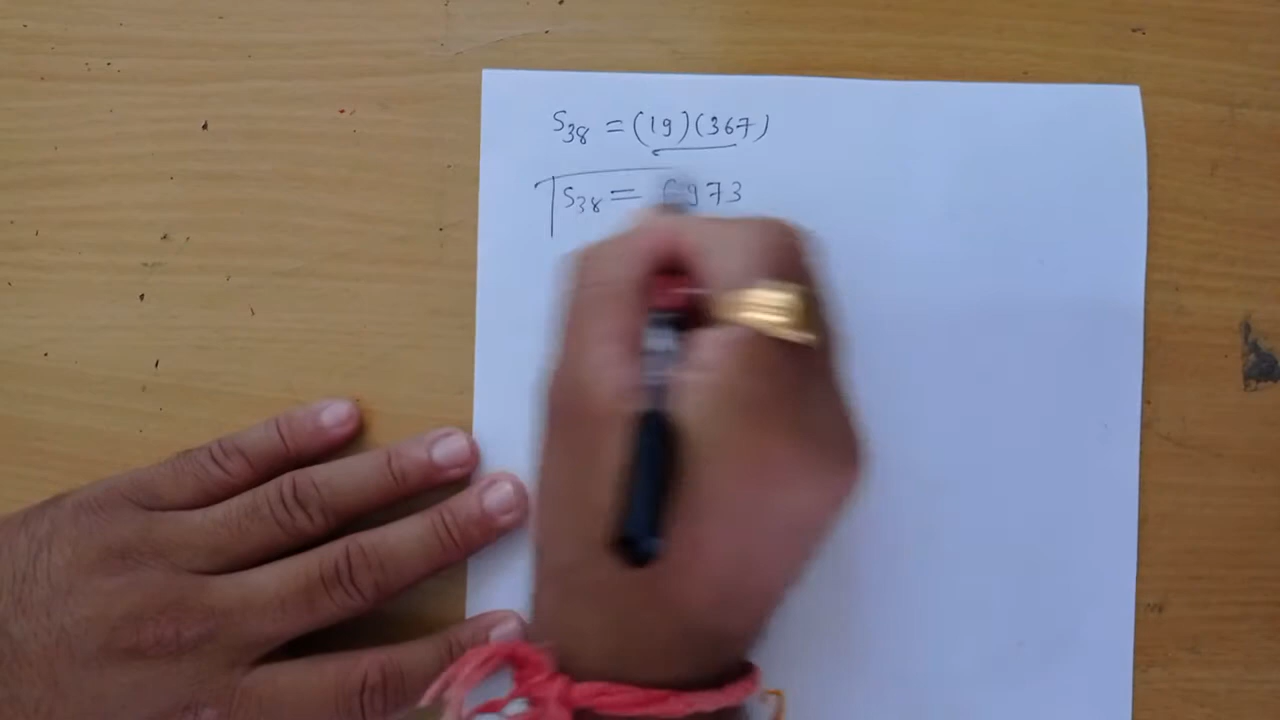 S38 = (19)(367)
S38 = 6973